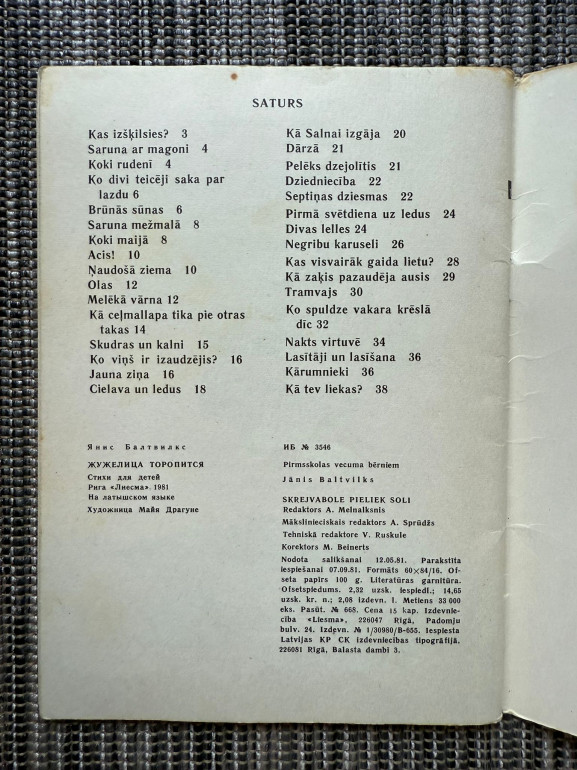 SATURS
Kas izšķilsies? 3
Saruna ar magoni 4
Koki rudenī 4
Ko divi teicēji saka par
lazdu 6
Brūnās sūnas 6
Saruna mežmalā 8
Koki maijā 8
Acis! 10
Ņaudošā ziema 10
Olas 12
Melēkā vārna 12
Kā ceļmallapa tika pie otras
takas 14
Skudras un kalni 15
Ko viņš ir izaudzējis? 16
Jauna ziņa 16
Cielava un ledus 18
Kā Salnai izgāja 20
Dārzā 21
Pelēks dzejolītis 21
Dziedniecība 22
Septiņas dziesmas 22
Pirmā svētdiena uz ledus 24
Divas lelles 24
Negribu karuseli 26
Kas visvairāk gaida lietu? 28
Kā zaķis pazaudēja ausis 29
Tramvajs 30
Ko spuldze vakara krēslā
dīc 32
Nakts virtuvē 34
Lasītāji un lasīšana 36
Kārumnieki 36
Kā tev liekas? 38
Янис Балтвилкс
ЖУЖЕЛИЦА ТОРОПИТСЯ
Стихи для детей
Рига «Лиесма» 1981
На латышском языке
Художница Майя Драгуне
ИБ № 3546
Pirmsskolas vecuma bērniem
Jānis Baltvilks
SKREJVABOLE PIELIEK SOLI
Redaktors A. Melnalksnis
Mākslinieciskais redaktors A. Sprūdžs
Tehniskā redaktore V. Ruskule
Korektors M. Beinerts
Nodota salikšanai 12.05.81. Parakstīta
iespiešanai 07.09.81. Formāts 60×84/16. Of-
seta papīrs 100 g. Literatūras garnitūra.
Ofsetspiedums. 2,32 uzsk. iespiedl.; 14,65
uzsk. kr. n.; 2,08 izdevn. l. Metiens 33 000
eks. Pasūt. № 668. Cena 15 kap. Izdevnie-
cība «Liesma», 226047 Rīgā, Padomju
bulv. 24. Izdevn. № 1/30980/B-655. Iespiesta
Latvijas KP CK izdevniecības tipogrāfijā,
226081 Rīgā, Balasta dambī 3.